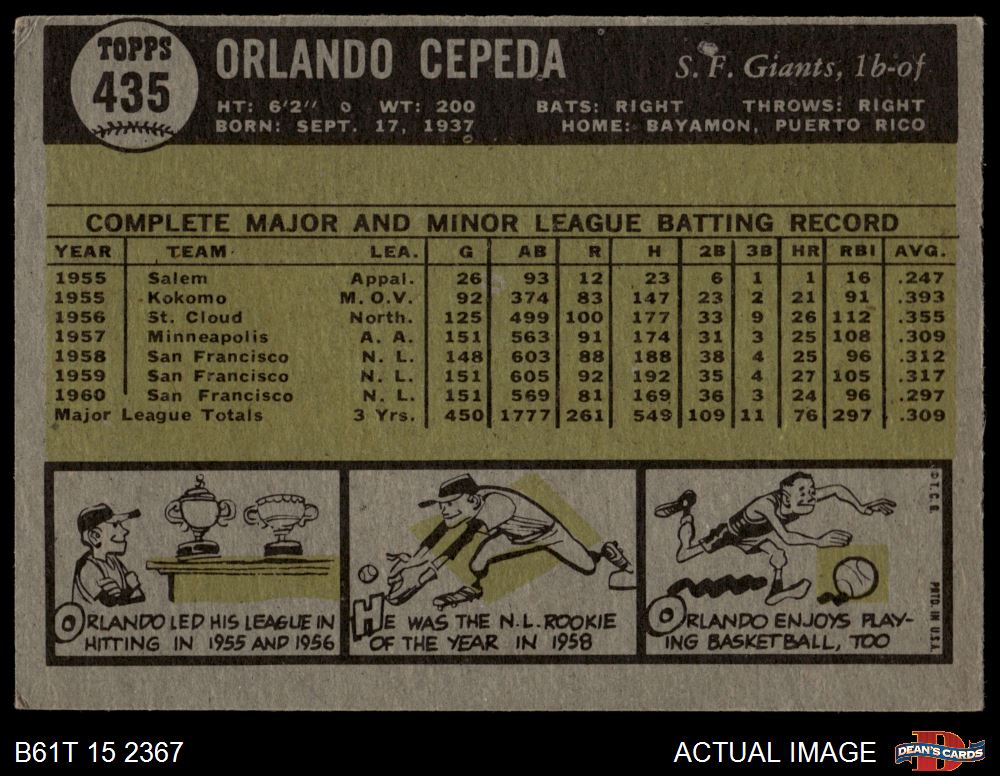 TOPPS
435
ORLANDO CEPEDA
S. F. Giants, 1b-of
HT: 6'2" WT: 200 BATS: RIGHT THROWS: RIGHT
BORN: SEPT. 17, 1937 HOME: BAYAMON, PUERTO RICO
COMPLETE MAJOR AND MINOR LEAGUE BATTING RECORD
YEAR TEAM LEA. G AB R H 2B 3B HR RBI AVG.
1955 Salem Appal. 26 93 12 23 6 1 1 16 .247
1955 Kokomo M. O. V. 92 374 83 147 23 2 21 91 .393
1956 St. Cloud North. 125 499 100 177 33 9 26 112 .355
1957 Minneapolis A. A. 151 563 91 174 31 3 25 108 .309
1958 San Francisco N. L. 148 603 88 188 38 4 25 96 .312
1959 San Francisco N. L. 151 605 92 192 35 4 27 105 .317
1960 San Francisco N. L. 151 569 81 169 36 3 24 96 .297
Major League Totals 3 Yrs. 450 1777 261 549 109 11 76 297 .309
ORLANDO LED HIS LEAGUE IN
HITTING IN 1955 AND 1956
HE WAS THE N.L. ROOKIE
OF THE YEAR IN 1958
ORLANDO ENJOYS PLAY-
ING BASKETBALL, TOO
©T.C.G.
PRTD. IN U.S.A.
B61T 15 2367
ACTUAL IMAGE
DEAN'S CARDS